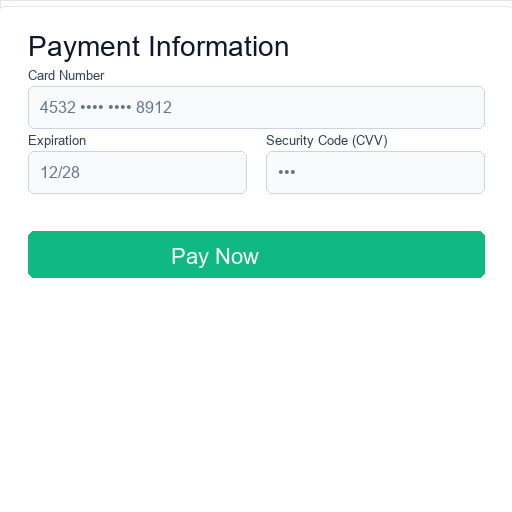 Payment Information
Card Number
4532 •••• •••• 8912
Expiration
Security Code (CVV)
12/28
•••
Pay Now